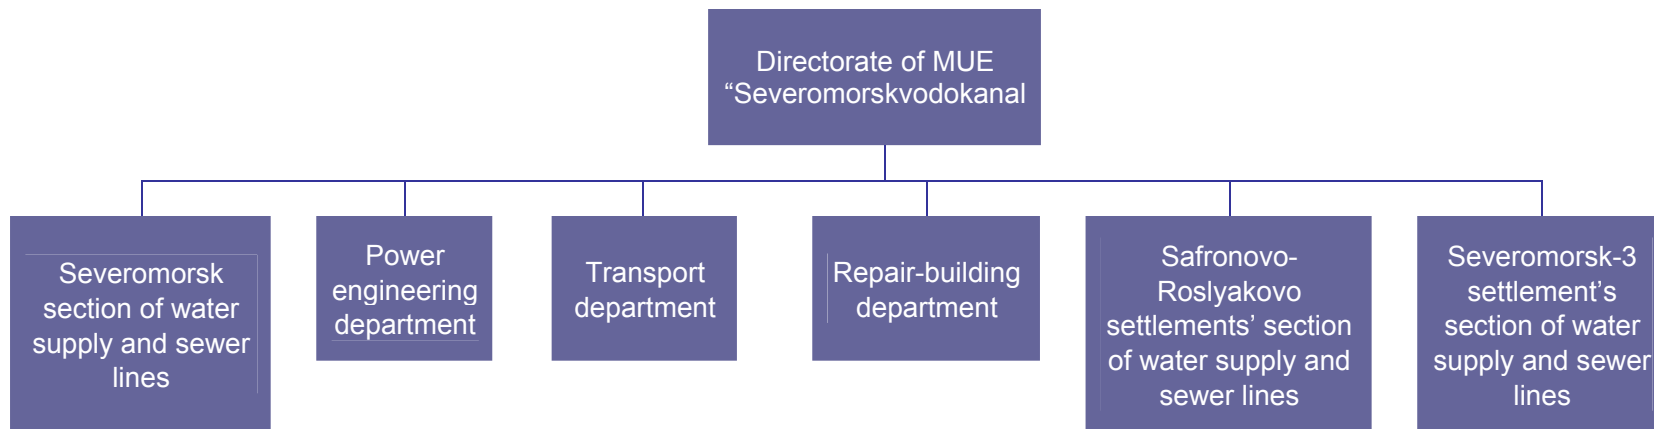 Directorate of MUE
“Severomorskvodokanal
Severomorsk
section of water
supply and sewer
lines
Power
engineering
department
Transport
department
Repair-building
department
Safronovo-
Roslyakovo
settlements’ section
of water supply and
sewer lines
Severomorsk-3
settlement’s
section of water
supply and sewer
lines